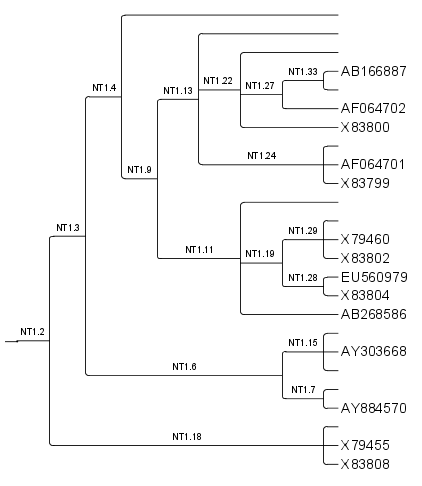 NT1.33
AB166887
NT1.22
NT1.4
NT1.27
NT1.13
AF064702
X83800
NT1.24
AF064701
NT1.9
X83799
NT1.29
NT1.3
X79460
NT1.11
NT1.19
X83802
NT1.28
EU560979
X83804
AB268586
NT1.2
NT1.15
AY303668
NT1.6
NT1.7
AY884570
NT1.18
X79455
X83808